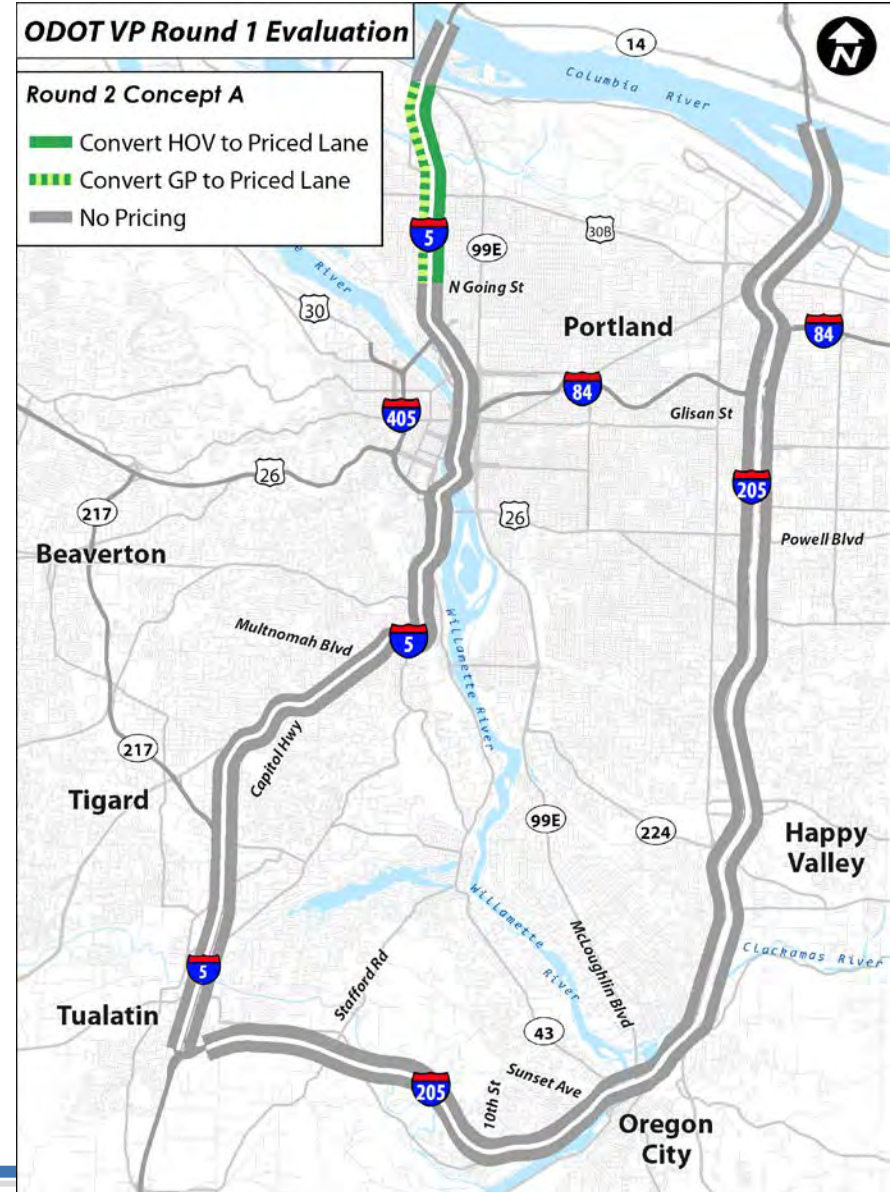 ODOT VP Round 1 Evaluation
Round 2 Concept A
Convert HOV to Priced Lane
Convert GP to Priced Lane
No Pricing
N
14
Columbia River
e River
5
99E
30B
N Going St
30
Portland
84
84
405
Glisan St
26
205
217
26
Powell Blvd
Beaverton
Multnomah Blvd
5
Willamette River
217
Capitol Hwy
Tigard
99E
224
Happy
Valley
Willamette
River
McLoughlin Blvd
Clackamas River
5
Stafford Rd
Tualatin
43
205
10th St
Sunset Ave
Oregon
City